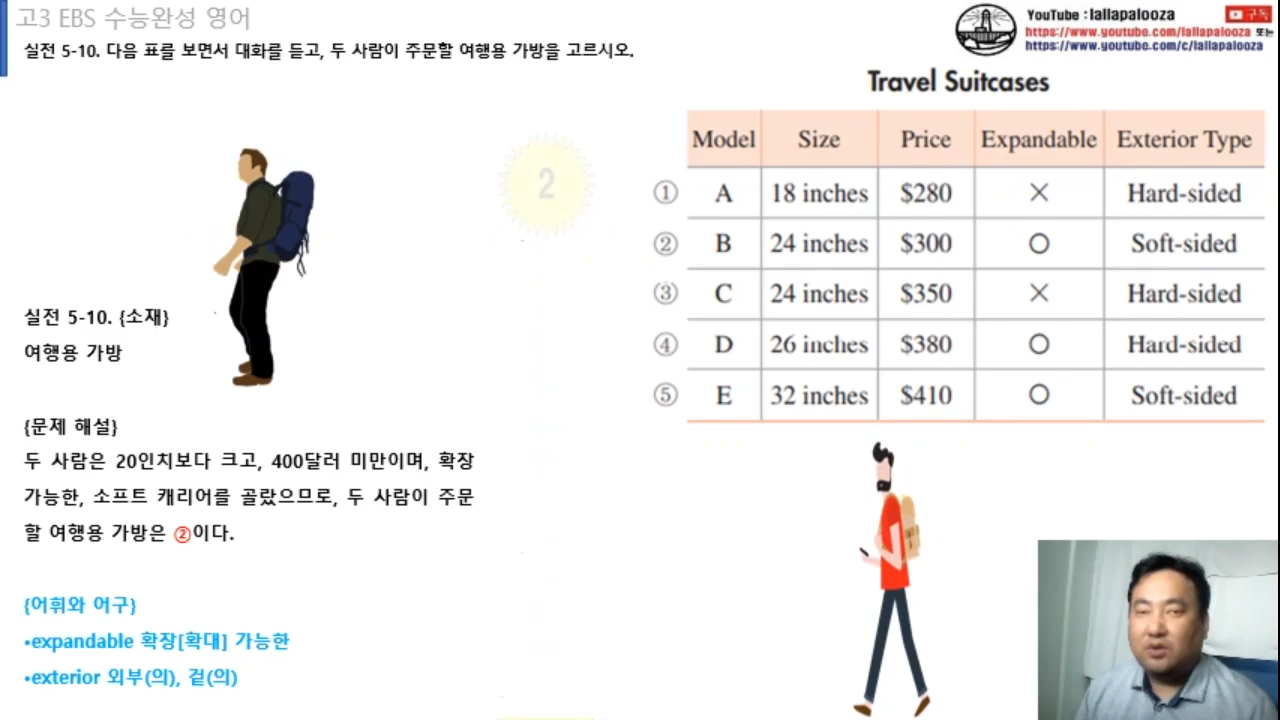 고3 EBS 수능완성 영어
실전 5-10. 다음 표를 보면서 대화를 듣고, 두 사람이 주문할 여행용 가방을 고르시오.
YouTube : lallapalooza
구독
https://www.youtube.com/lallapalooza 또는
https://www.youtube.com/c/lallapalooza
Travel Suitcases
Model Size Price Expandable Exterior Type
① A 18 inches $280 × Hard-sided
② B 24 inches $300 ○ Soft-sided
③ C 24 inches $350 × Hard-sided
④ D 26 inches $380 ○ Hard-sided
⑤ E 32 inches $410 ○ Soft-sided
2
실전 5-10. {소재}
여행용 가방
{문제 해설}
두 사람은 20인치보다 크고, 400달러 미만이며, 확장
가능한, 소프트 캐리어를 골랐으므로, 두 사람이 주문
할 여행용 가방은 ②이다.
{어휘와 어구}
•expandable 확장[확대] 가능한
•exterior 외부(의), 겉(의)